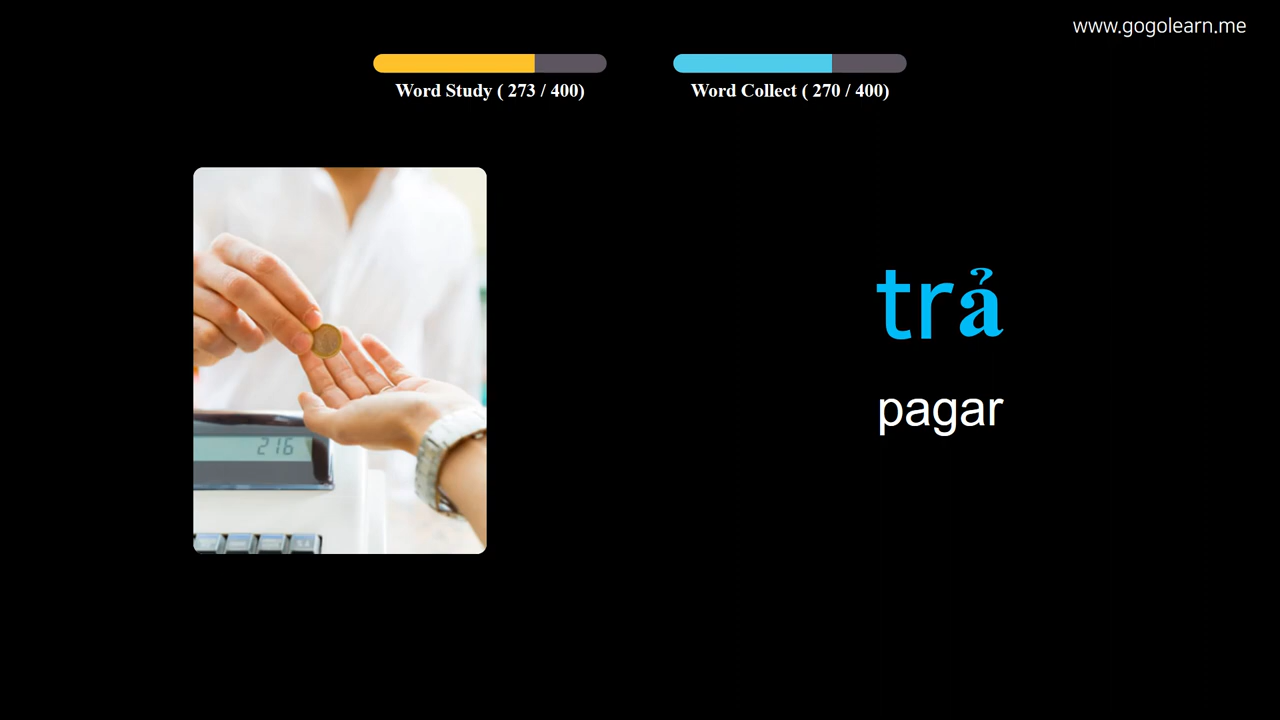 www.gogolearn.me
Word Study ( 273 / 400)
Word Collect ( 270 / 400)
216
trả
pagar